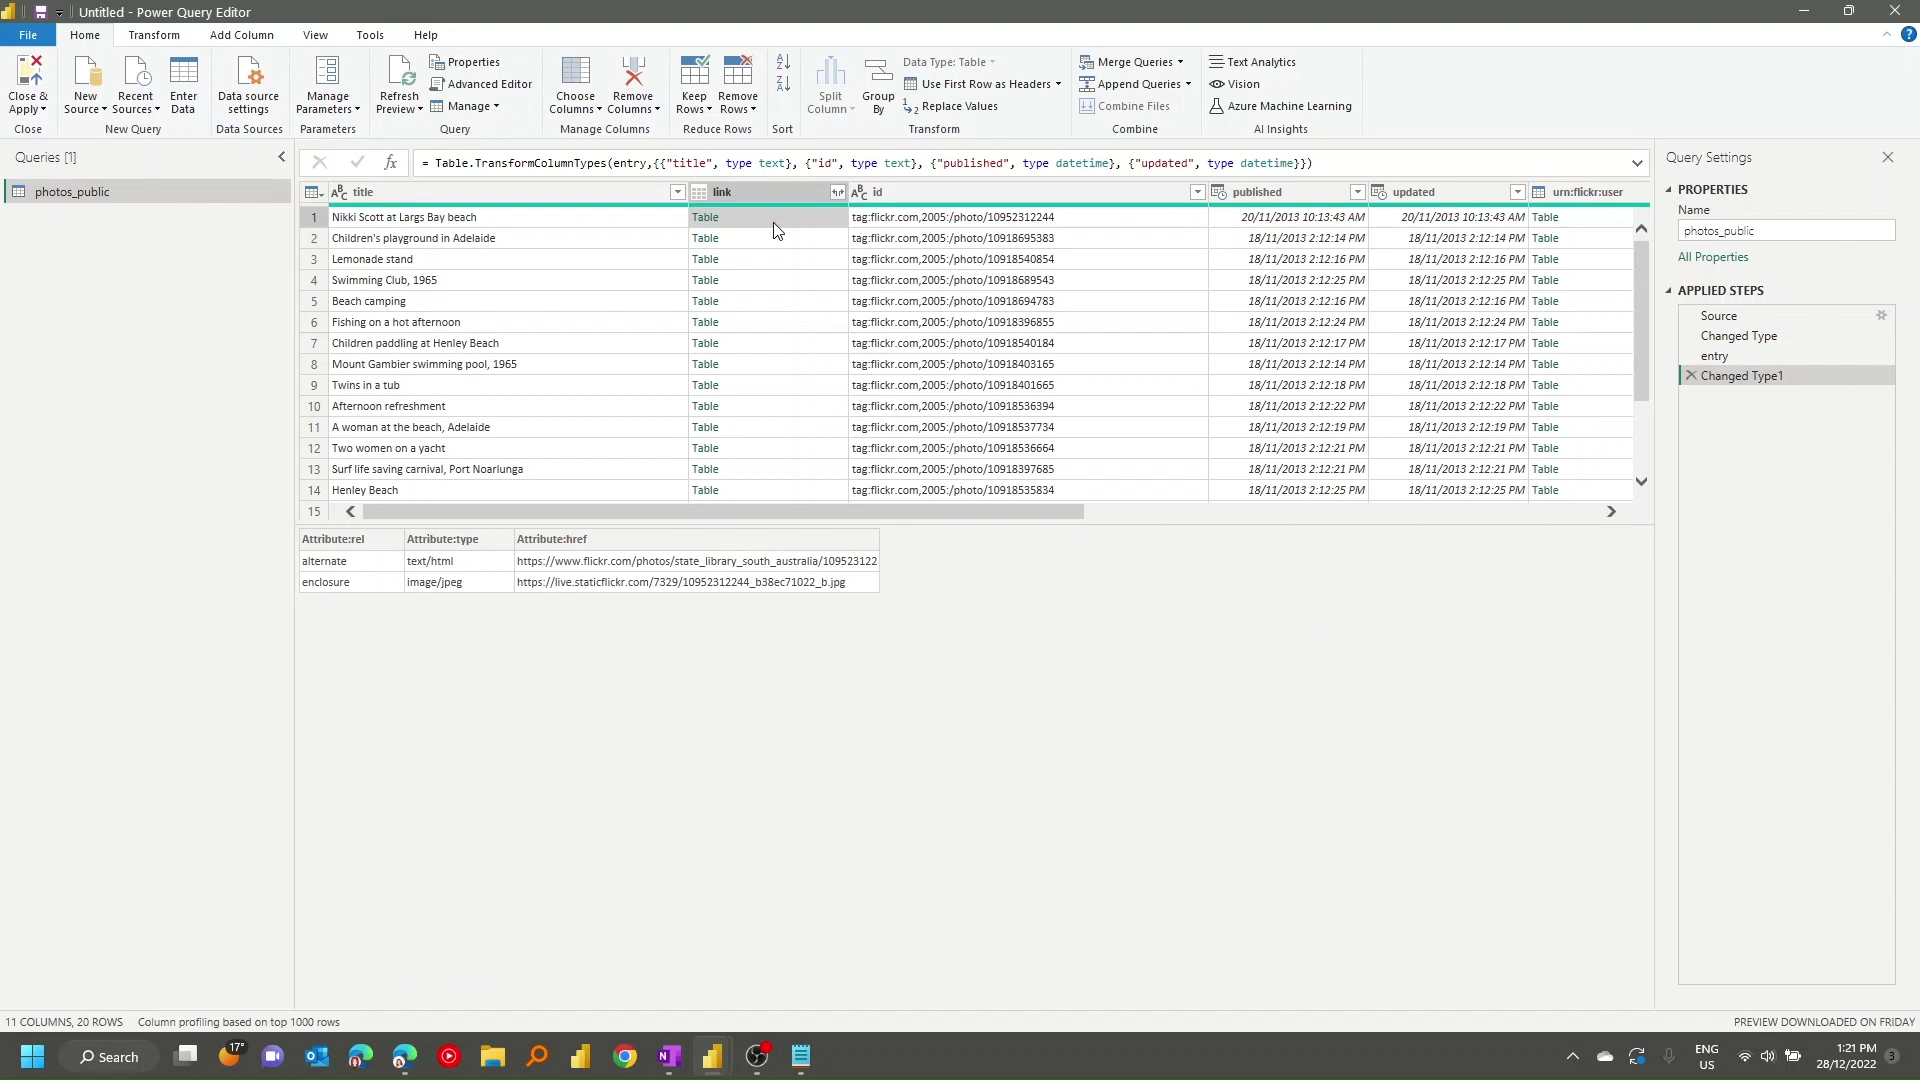 Untitled - Power Query Editor
File Home Transform Add Column View Tools Help
Close & Apply
New Source
Recent Sources
Enter Data
Data source settings
Manage Parameters
Refresh Preview
Properties
Advanced Editor
Manage
Choose Columns
Remove Columns
Keep Rows
Remove Rows
Split Column
Group By
Data Type: Table
Use First Row as Headers
Replace Values
Merge Queries
Append Queries
Combine Files
Text Analytics
Vision
Azure Machine Learning
Close New Query Data Sources Parameters Query Manage Columns Reduce Rows Sort Transform Combine AI Insights
Queries [1]
photos_public
= Table.TransformColumnTypes(entry,{{"title", type text}, {"id", type text}, {"published", type datetime}, {"updated", type datetime}})
title link id published updated urn:flickr:user
1 Nikki Scott at Largs Bay beach Table tag:flickr.com,2005:/photo/10952312244 20/11/2013 10:13:43 AM 20/11/2013 10:13:43 AM Table
2 Children's playground in Adelaide Table tag:flickr.com,2005:/photo/10918695383 18/11/2013 2:12:14 PM 18/11/2013 2:12:14 PM Table
3 Lemonade stand Table tag:flickr.com,2005:/photo/10918540854 18/11/2013 2:12:16 PM 18/11/2013 2:12:16 PM Table
4 Swimming Club, 1965 Table tag:flickr.com,2005:/photo/10918689543 18/11/2013 2:12:25 PM 18/11/2013 2:12:25 PM Table
5 Beach camping Table tag:flickr.com,2005:/photo/10918694783 18/11/2013 2:12:16 PM 18/11/2013 2:12:16 PM Table
6 Fishing on a hot afternoon Table tag:flickr.com,2005:/photo/10918396855 18/11/2013 2:12:24 PM 18/11/2013 2:12:24 PM Table
7 Children paddling at Henley Beach Table tag:flickr.com,2005:/photo/10918540184 18/11/2013 2:12:17 PM 18/11/2013 2:12:17 PM Table
8 Mount Gambier swimming pool, 1965 Table tag:flickr.com,2005:/photo/10918403165 18/11/2013 2:12:14 PM 18/11/2013 2:12:14 PM Table
9 Twins in a tub Table tag:flickr.com,2005:/photo/10918401665 18/11/2013 2:12:18 PM 18/11/2013 2:12:18 PM Table
10 Afternoon refreshment Table tag:flickr.com,2005:/photo/10918536394 18/11/2013 2:12:22 PM 18/11/2013 2:12:22 PM Table
11 A woman at the beach, Adelaide Table tag:flickr.com,2005:/photo/10918537734 18/11/2013 2:12:19 PM 18/11/2013 2:12:19 PM Table
12 Two women on a yacht Table tag:flickr.com,2005:/photo/10918536664 18/11/2013 2:12:21 PM 18/11/2013 2:12:21 PM Table
13 Surf life saving carnival, Port Noarlunga Table tag:flickr.com,2005:/photo/10918397685 18/11/2013 2:12:21 PM 18/11/2013 2:12:21 PM Table
14 Henley Beach Table tag:flickr.com,2005:/photo/10918535834 18/11/2013 2:12:25 PM 18/11/2013 2:12:25 PM Table
15
Attribute:rel Attribute:type Attribute:href
alternate text/html https://www.flickr.com/photos/state_library_south_australia/109523122
enclosure image/jpeg https://live.staticflickr.com/7329/10952312244_b38ec71022_b.jpg
Query Settings
PROPERTIES
Name
photos_public
All Properties
APPLIED STEPS
Source
Changed Type
entry
Changed Type1
11 COLUMNS, 20 ROWS Column profiling based on top 1000 rows PREVIEW DOWNLOADED ON FRIDAY
Search
17°
ENG
US
1:21 PM
28/12/2022
3